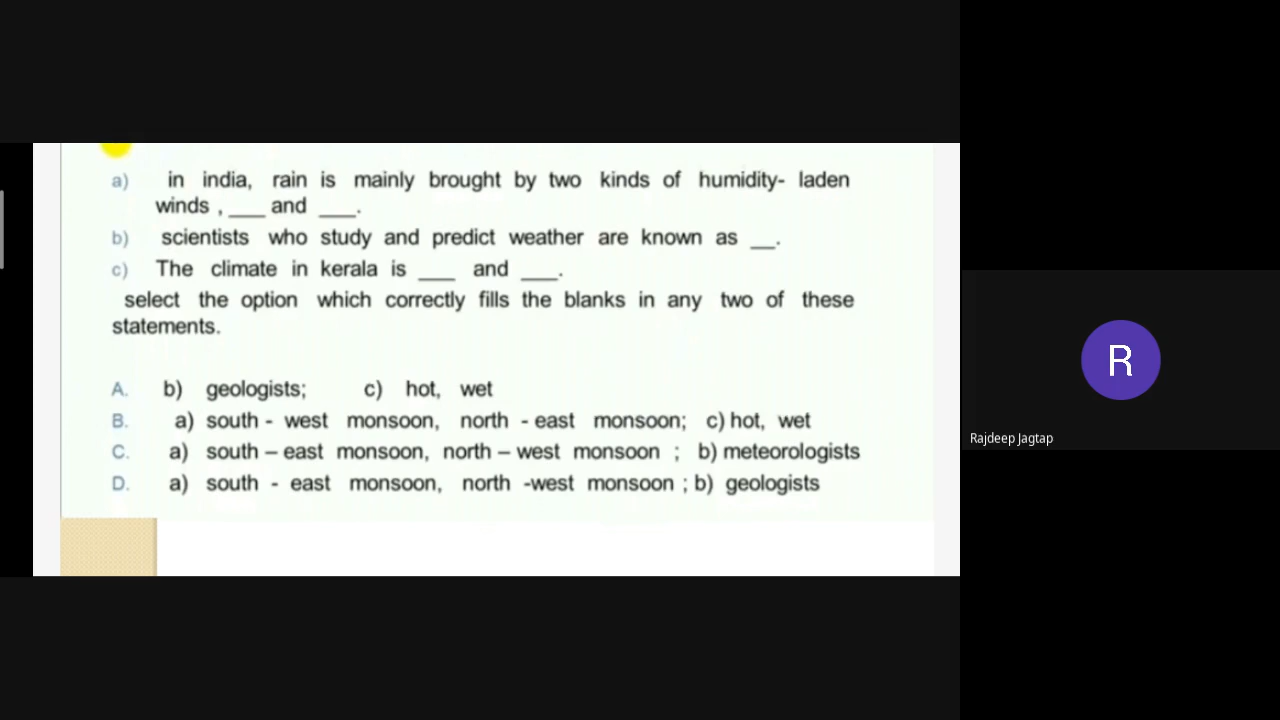 a) in india, rain is mainly brought by two kinds of humidity- laden
winds , ___ and ___.
b) scientists who study and predict weather are known as __.
c) The climate in kerala is ___ and ___.
select the option which correctly fills the blanks in any two of these
statements.
A. b) geologists; c) hot, wet
B. a) south - west monsoon, north - east monsoon; c) hot, wet
C. a) south – east monsoon, north – west monsoon ; b) meteorologists
D. a) south - east monsoon, north -west monsoon ; b) geologists
R
Rajdeep Jagtap